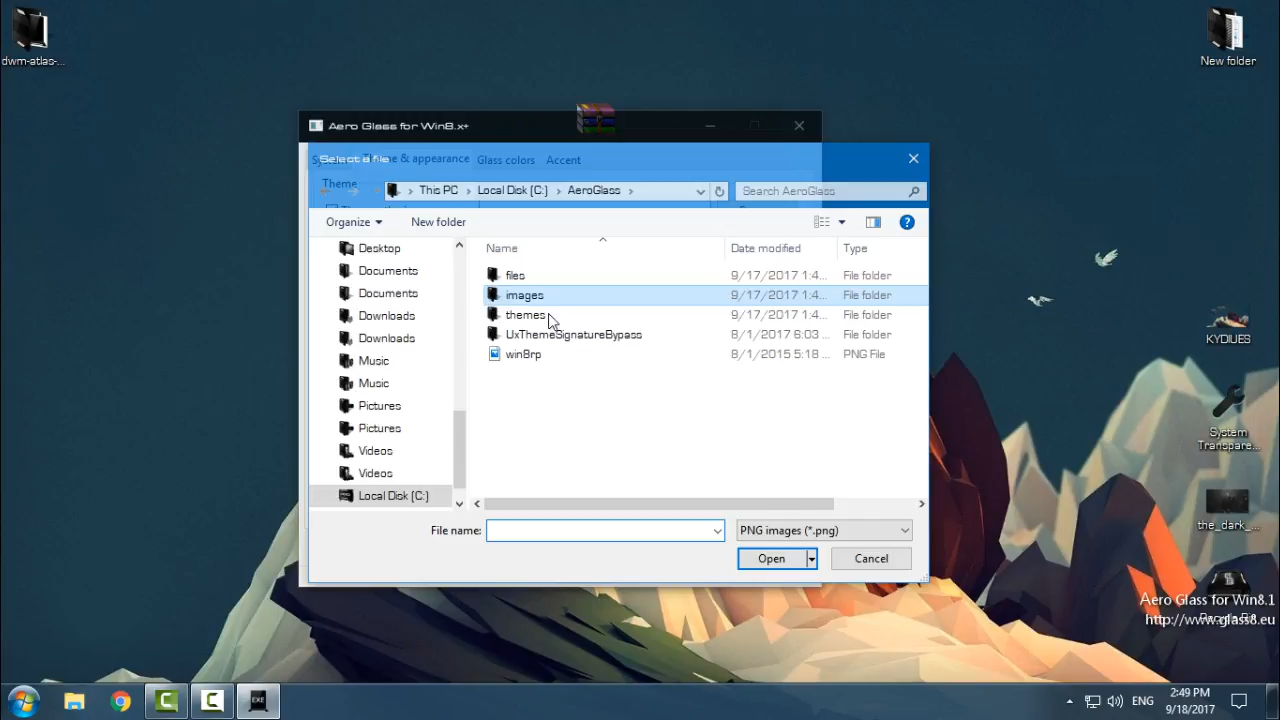 dwm-atlas-...
New folder
Aero Glass for Win8.x+
Select a file
Theme & appearance
Glass colors
Accent
Theme
This PC
Local Disk (C:)
AeroGlass
Search AeroGlass
Organize
New folder
Name
Date modified
Type
Desktop
Documents
Documents
Downloads
Downloads
Music
Music
Pictures
Pictures
Videos
Videos
Local Disk (C:)
files 9/17/2017 1:4... File folder
images 9/17/2017 1:4... File folder
themes 9/17/2017 1:4... File folder
UxThemeSignatureBypass 8/1/2017 6:03 ... File folder
win8rp 8/1/2015 5:18 ... PNG File
File name:
PNG images (*.png)
Open
Cancel
KYDIUES
System
Transpare...
the_dark_...
Aero Glass for Win8.1
http://www.glass8.eu
EXE
ENG
2:49 PM
9/18/2017